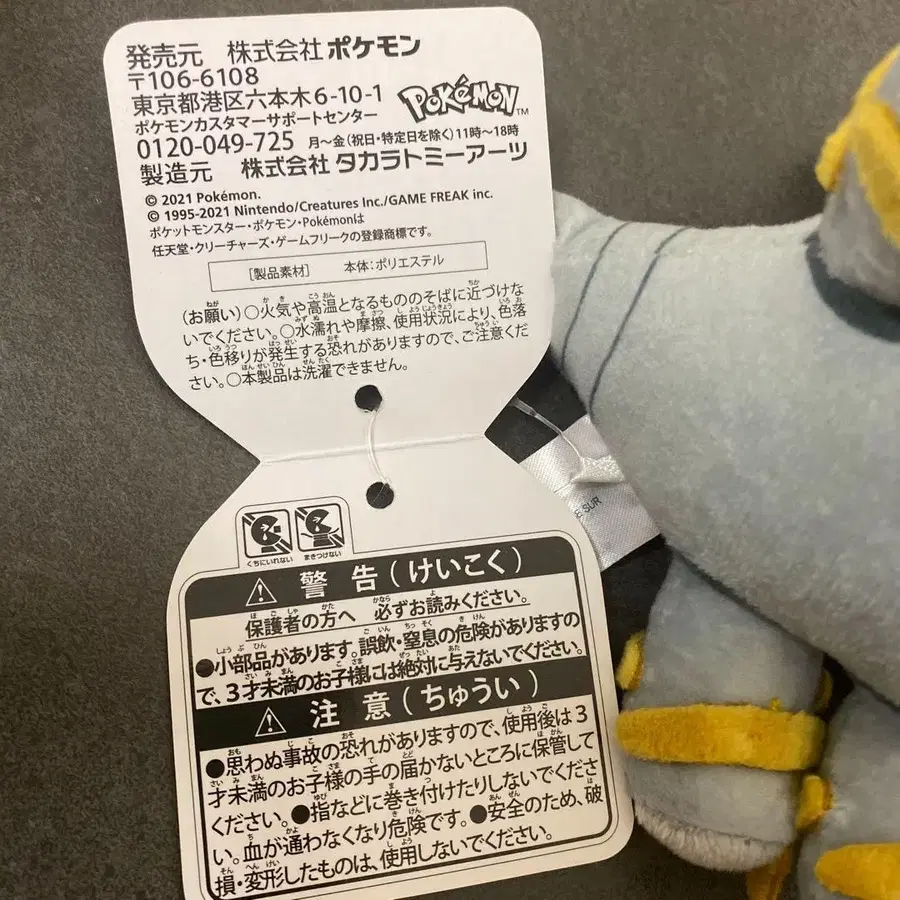 発売元 株式会社 ポケモン
〒106-6108
東京都港区六本木6-10-1
ポケモンカスタマーサポートセンター
POKéMON™
0120-049-725 月～金(祝日・特定日を除く)11時～18時
製造元 株式会社 タカラトミーアーツ
© 2021 Pokémon.
© 1995-2021 Nintendo/Creatures Inc./GAME FREAK inc.
ポケットモンスター・ポケモン・Pokémonは
任天堂・クリーチャーズ・ゲームフリークの登録商標です。
[製品素材] 本体:ポリエステル
(お願い)○火気や高温となるもののそばに近づけな
いでください。○水濡れや摩擦、使用状況により、色落
ち・色移りが発生する恐れがありますので、ご注意くだ
さい。○本製品は洗濯できません。
くちにいれない まきつけない
警告(けいこく)
保護者の方へ 必ずお読みください。
●小部品があります。誤飲・窒息の危険がありますの
で、3才未満のお子様には絶対に与えないでください。
注意(ちゅうい)
●思わぬ事故の恐れがありますので、使用後は3
才未満のお子様の手の届かないところに保管して
ください。●指などに巻き付けたりしないでくださ
い。血が通わなくなり危険です。●安全のため、破
損・変形したものは、使用しないでください。
E SUR